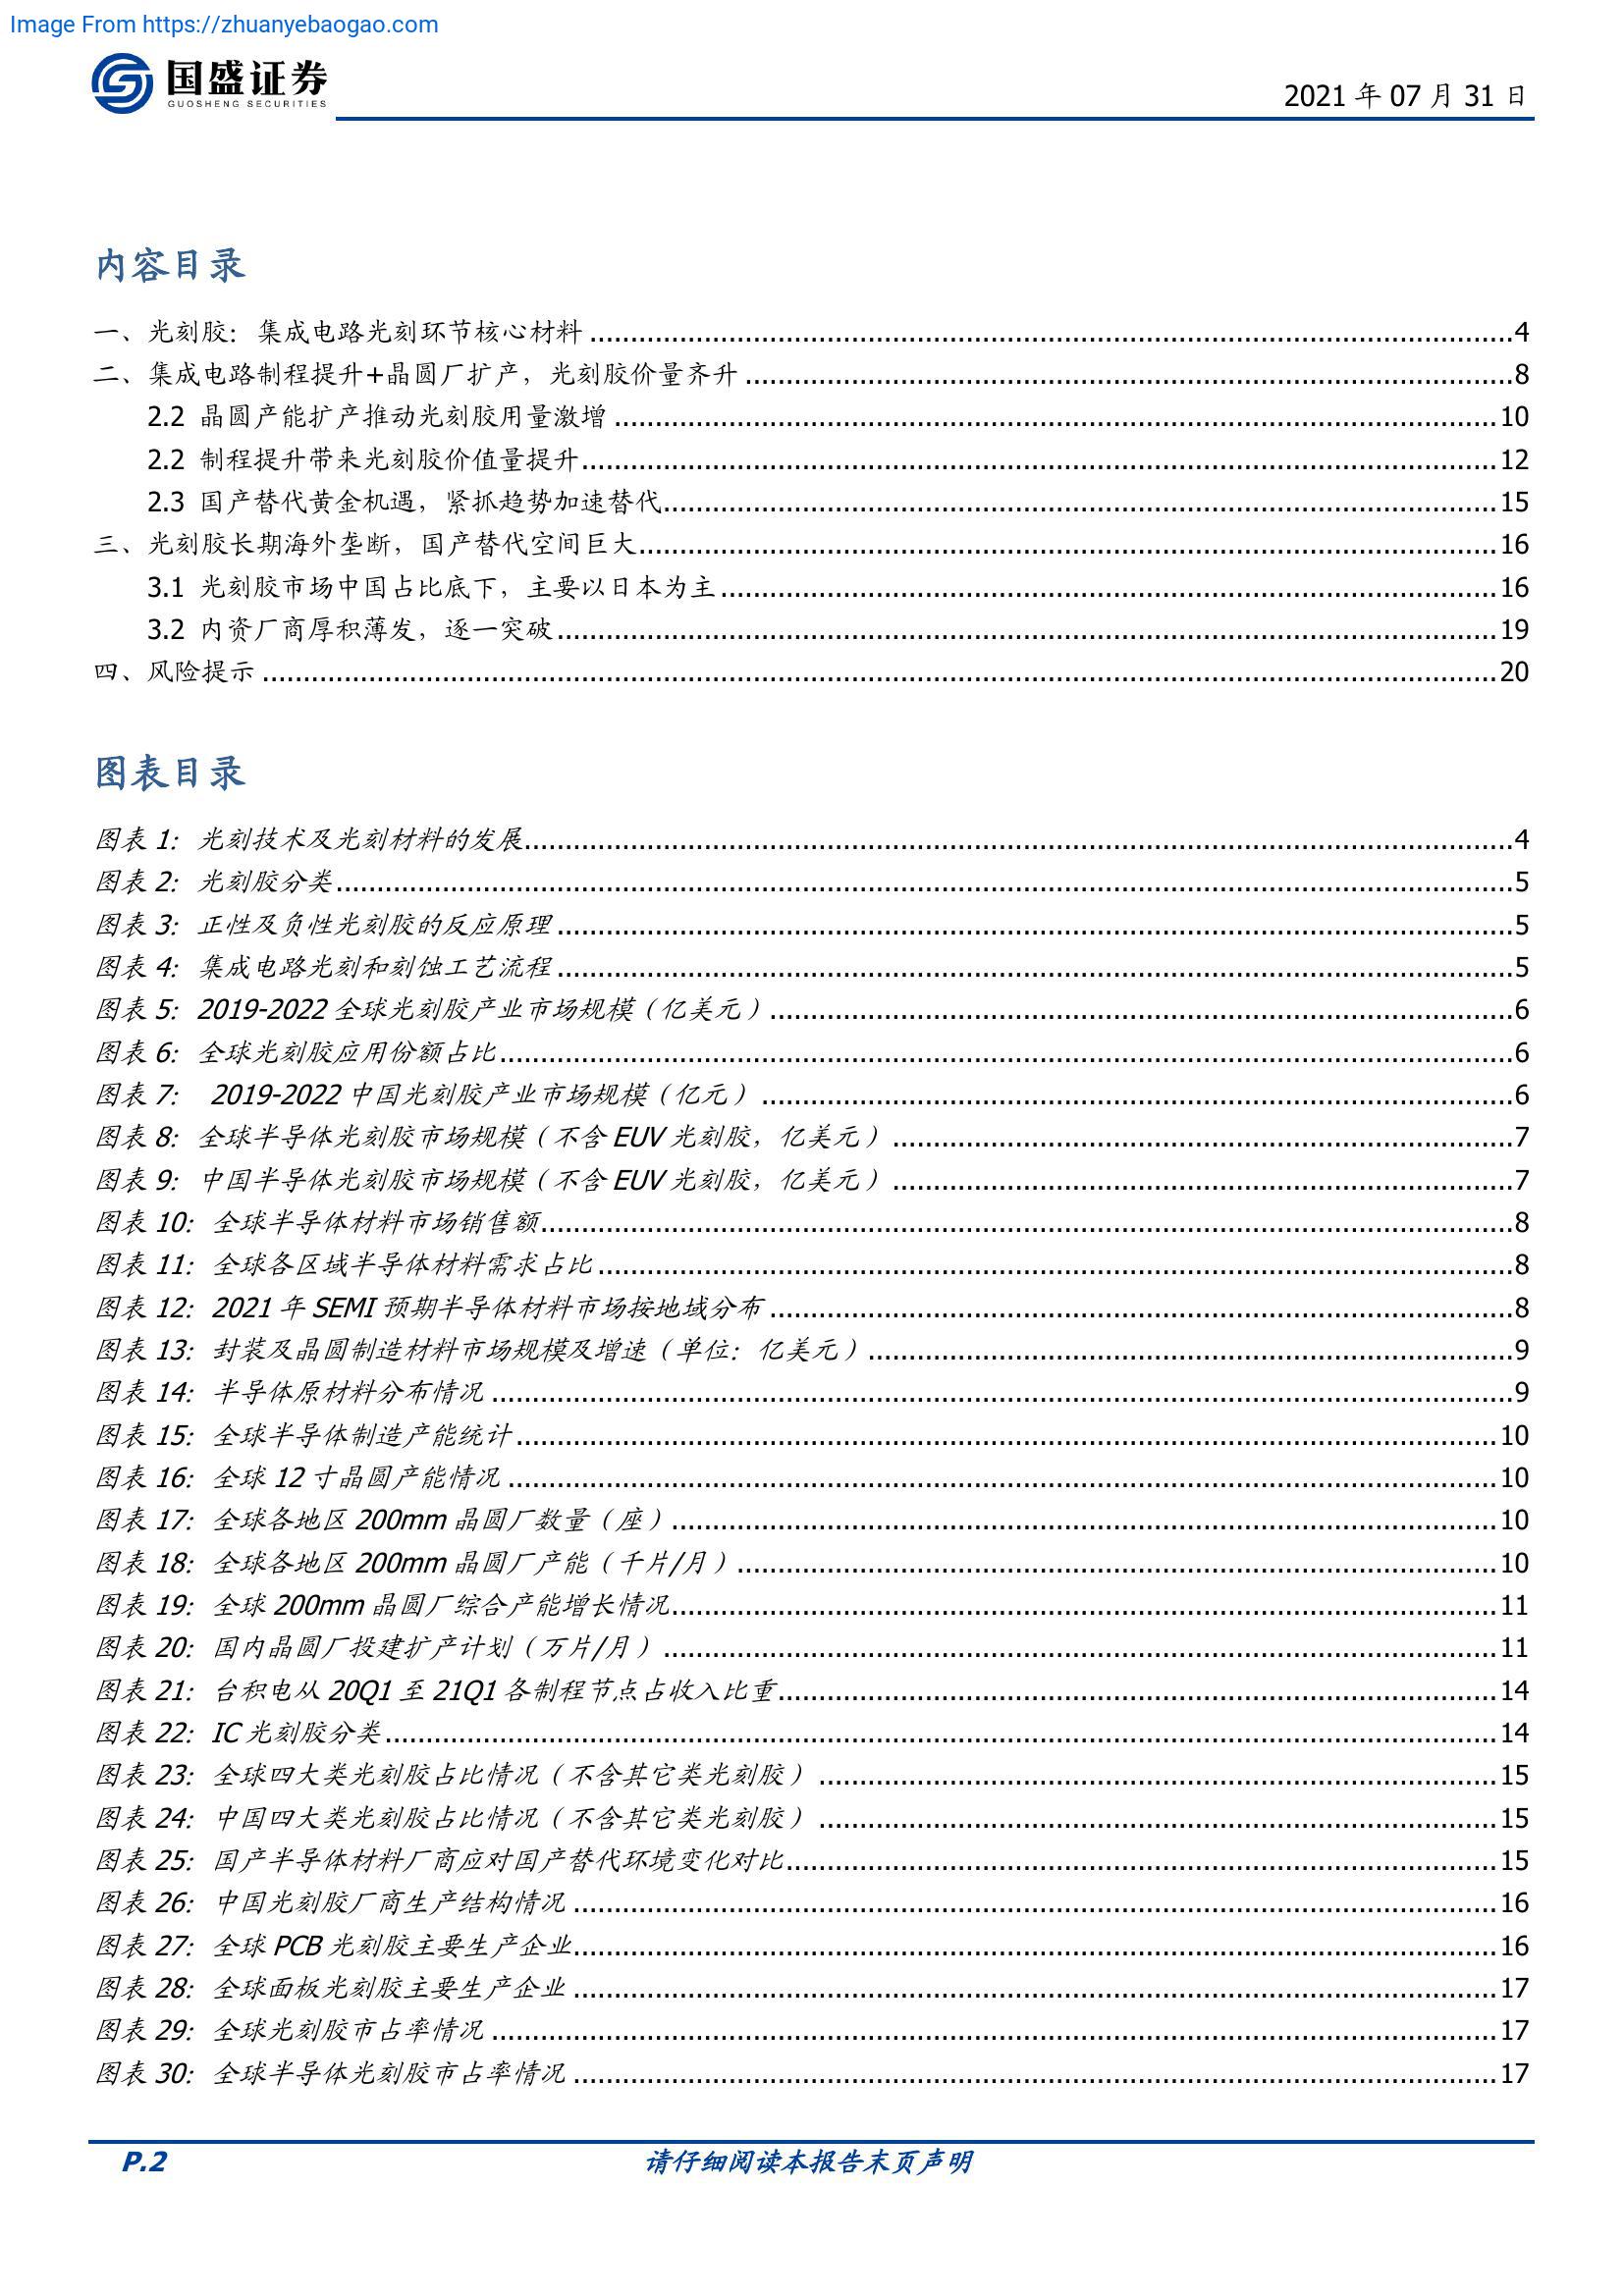 Image From https://zhuanyebaogao.com
国盛证券
GUOSHENG SECURITIES
2021 年 07 月 31 日
内容目录
一、光刻胶：集成电路光刻环节核心材料 ........................................4
二、集成电路制程提升+晶圆厂扩产，光刻胶价量齐升 ........................................8
2.2 晶圆产能扩产推动光刻胶用量激增 ........................................10
2.2 制程提升带来光刻胶价值量提升........................................12
2.3 国产替代黄金机遇，紧抓趋势加速替代........................................15
三、光刻胶长期海外垄断，国产替代空间巨大........................................16
3.1 光刻胶市场中国占比底下，主要以日本为主........................................16
3.2 内资厂商厚积薄发，逐一突破........................................19
四、风险提示 ........................................20
图表目录
图表 1：光刻技术及光刻材料的发展........................................4
图表 2：光刻胶分类........................................5
图表 3：正性及负性光刻胶的反应原理 ........................................5
图表 4：集成电路光刻和刻蚀工艺流程 ........................................5
图表 5：2019-2022 全球光刻胶产业市场规模（亿美元）........................................6
图表 6：全球光刻胶应用份额占比........................................6
图表 7： 2019-2022 中国光刻胶产业市场规模（亿元）........................................6
图表 8：全球半导体光刻胶市场规模（不含 EUV 光刻胶，亿美元）........................................7
图表 9：中国半导体光刻胶市场规模（不含 EUV 光刻胶，亿美元）........................................7
图表 10：全球半导体材料市场销售额........................................8
图表 11：全球各区域半导体材料需求占比 ........................................8
图表 12：2021 年 SEMI 预期半导体材料市场按地域分布 ........................................8
图表 13：封装及晶圆制造材料市场规模及增速（单位：亿美元）........................................9
图表 14：半导体原材料分布情况 ........................................9
图表 15：全球半导体制造产能统计........................................10
图表 16：全球 12 寸晶圆产能情况 ........................................10
图表 17：全球各地区 200mm 晶圆厂数量（座）........................................10
图表 18：全球各地区 200mm 晶圆厂产能（千片/月）........................................10
图表 19：全球 200mm 晶圆厂综合产能增长情况........................................11
图表 20：国内晶圆厂投建扩产计划（万片/月）........................................11
图表 21：台积电从 20Q1 至 21Q1 各制程节点占收入比重........................................14
图表 22：IC 光刻胶分类........................................14
图表 23：全球四大类光刻胶占比情况（不含其它类光刻胶）........................................15
图表 24：中国四大类光刻胶占比情况（不含其它类光刻胶）........................................15
图表 25：国产半导体材料厂商应对国产替代环境变化对比........................................15
图表 26：中国光刻胶厂商生产结构情况 ........................................16
图表 27：全球 PCB 光刻胶主要生产企业........................................16
图表 28：全球面板光刻胶主要生产企业 ........................................17
图表 29：全球光刻胶市占率情况 ........................................17
图表 30：全球半导体光刻胶市占率情况 ........................................17
P.2
请仔细阅读本报告末页声明